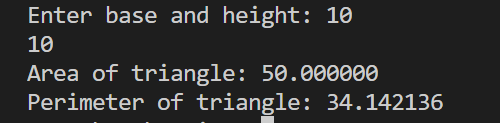 Enter base and height: 10
10
Area of triangle: 50.000000
Perimeter of triangle: 34.142136